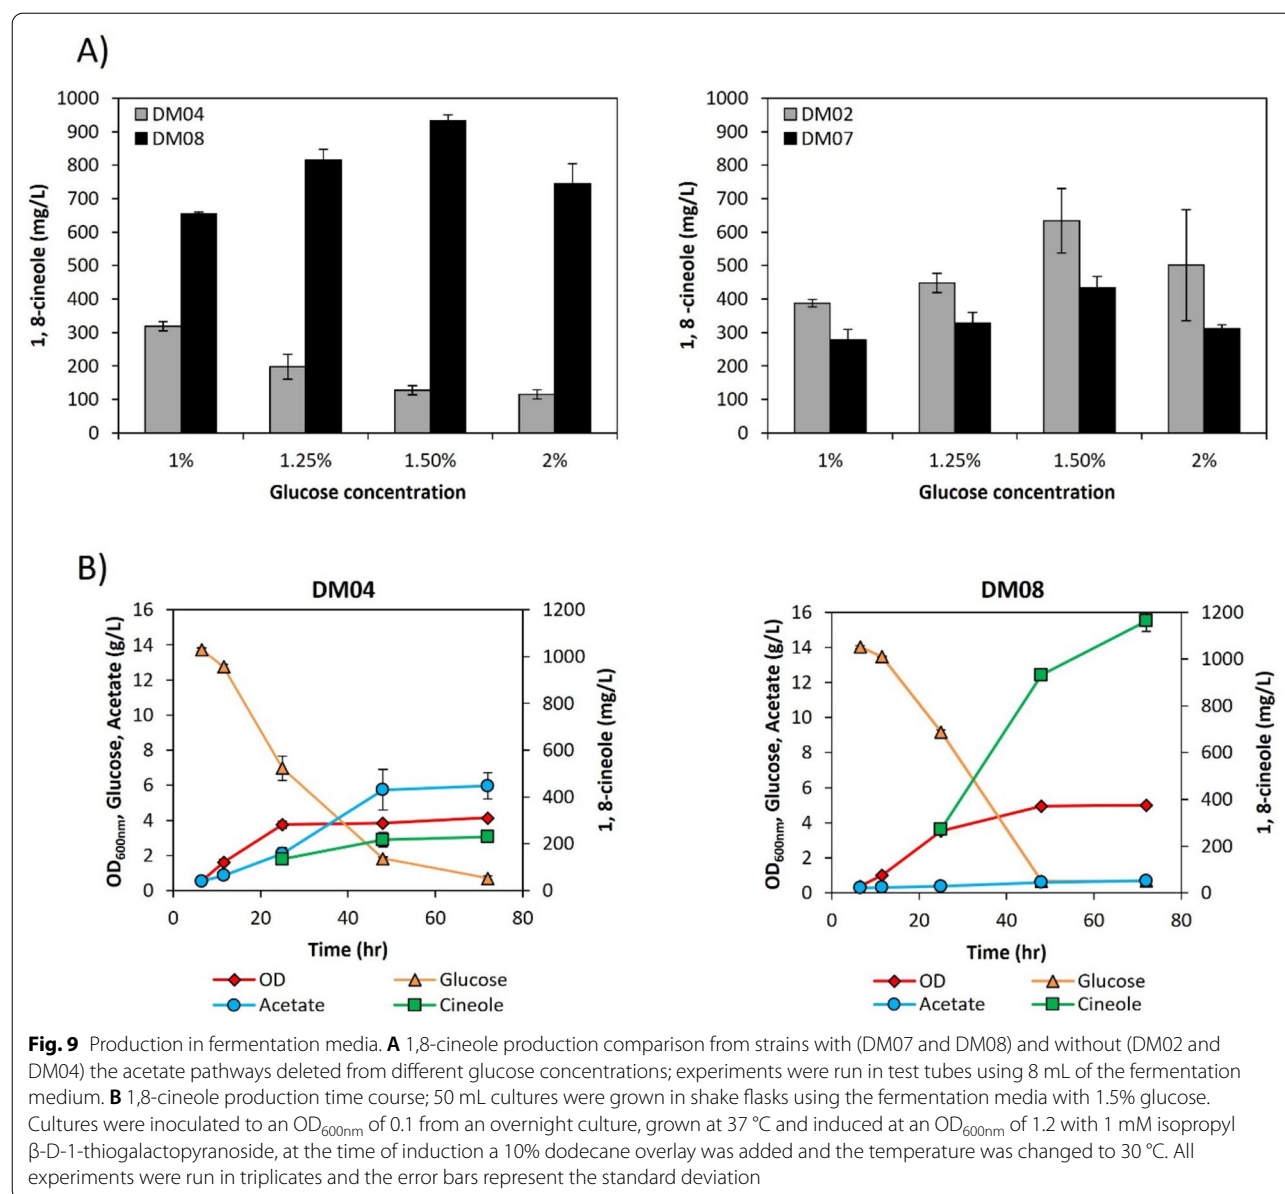 A)
1000
900
800
700
600
500
400
300
200
100
0
DM04
DM08
1, 8-cineole (mg/L)
1% 1.25% 1.50% 2%
Glucose concentration
1000
900
800
700
600
500
400
300
200
100
0
DM02
DM07
1, 8 -cineole (mg/L)
1% 1.25% 1.50% 2%
Glucose concentration
B)
DM04
16
14
12
10
8
6
4
2
0
OD600nm, Glucose, Acetate (g/L)
1200
1000
800
600
400
200
0
1, 8-cineole (mg/L)
0 20 40 60 80
Time (hr)
OD Glucose
Acetate Cineole
DM08
16
14
12
10
8
6
4
2
0
OD600nm, Glucose, Acetate (g/L)
1200
1000
800
600
400
200
0
1, 8-cineole (mg/L)
0 20 40 60 80
Time (hr)
OD Glucose
Acetate Cineole
Fig. 9 Production in fermentation media. A 1,8-cineole production comparison from strains with (DM07 and DM08) and without (DM02 and
DM04) the acetate pathways deleted from different glucose concentrations; experiments were run in test tubes using 8 mL of the fermentation
medium. B 1,8-cineole production time course; 50 mL cultures were grown in shake flasks using the fermentation media with 1.5% glucose.
Cultures were inoculated to an OD600nm of 0.1 from an overnight culture, grown at 37 °C and induced at an OD600nm of 1.2 with 1 mM isopropyl
β-D-1-thiogalactopyranoside, at the time of induction a 10% dodecane overlay was added and the temperature was changed to 30 °C. All
experiments were run in triplicates and the error bars represent the standard deviation